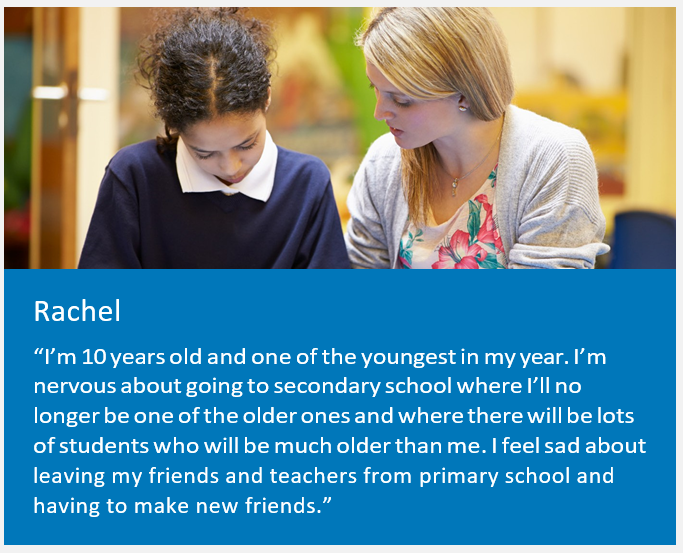 Rachel
“I’m 10 years old and one of the youngest in my year. I’m
nervous about going to secondary school where I’ll no
longer be one of the older ones and where there will be lots
of students who will be much older than me. I feel sad about
leaving my friends and teachers from primary school and
having to make new friends.”